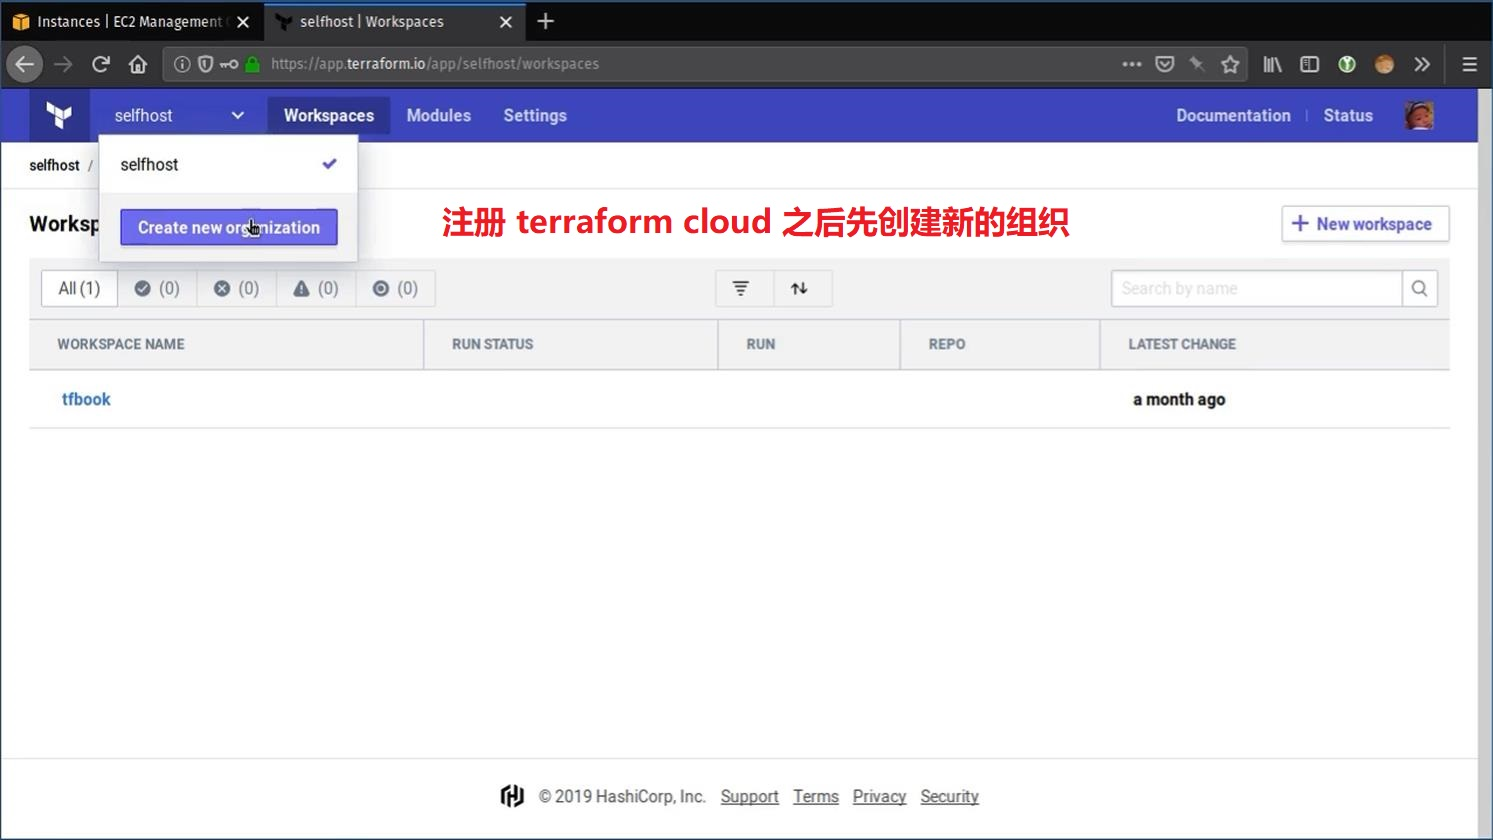 Instances | EC2 Management
selfhost | Workspaces
https://app.terraform.io/app/selfhost/workspaces
selfhost
Workspaces
Modules
Settings
Documentation
Status
selfhost /
selfhost
Create new organization
Worksp
注册 terraform cloud 之后先创建新的组织
+ New workspace
All (1)
(0)
(0)
(0)
(0)
Search by name
WORKSPACE NAME
RUN STATUS
RUN
REPO
LATEST CHANGE
tfbook
a month ago
© 2019 HashiCorp, Inc.
Support
Terms
Privacy
Security